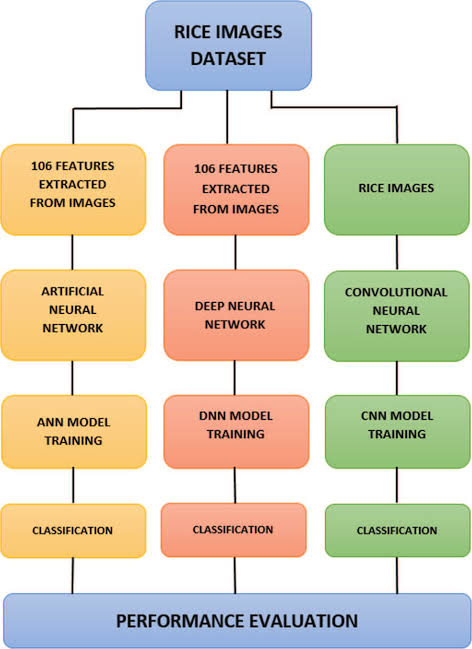 RICE IMAGES
DATASET
106 FEATURES
EXTRACTED
FROM IMAGES
106 FEATURES
EXTRACTED
FROM IMAGES
RICE IMAGES
ARTIFICIAL
NEURAL
NETWORK
DEEP NEURAL
NETWORK
CONVOLUTIONAL
NEURAL
NETWORK
ANN MODEL
TRAINING
DNN MODEL
TRAINING
CNN MODEL
TRAINING
CLASSIFICATION
CLASSIFICATION
CLASSIFICATION
PERFORMANCE EVALUATION